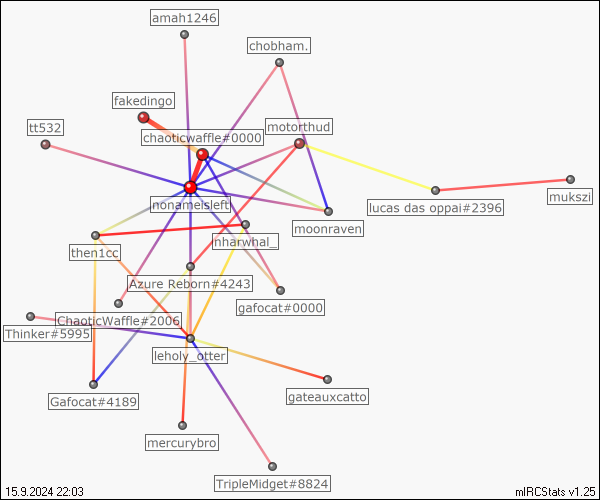 amah1246
chobham.
fakedingo
tt532
chaoticwaffle#0000
motorthud
nonameisleft
lucas das oppai#2396
mukszi
moonraven
nharwhal_
then1cc
Azure Reborn#4243
gafocat#0000
ChaoticWaffle#2006
Thinker#5995
leholy_otter
Gafocat#4189
gateauxcatto
mercurybro
TripleMidget#8824
15.9.2024 22:03
mIRCStats v1.25